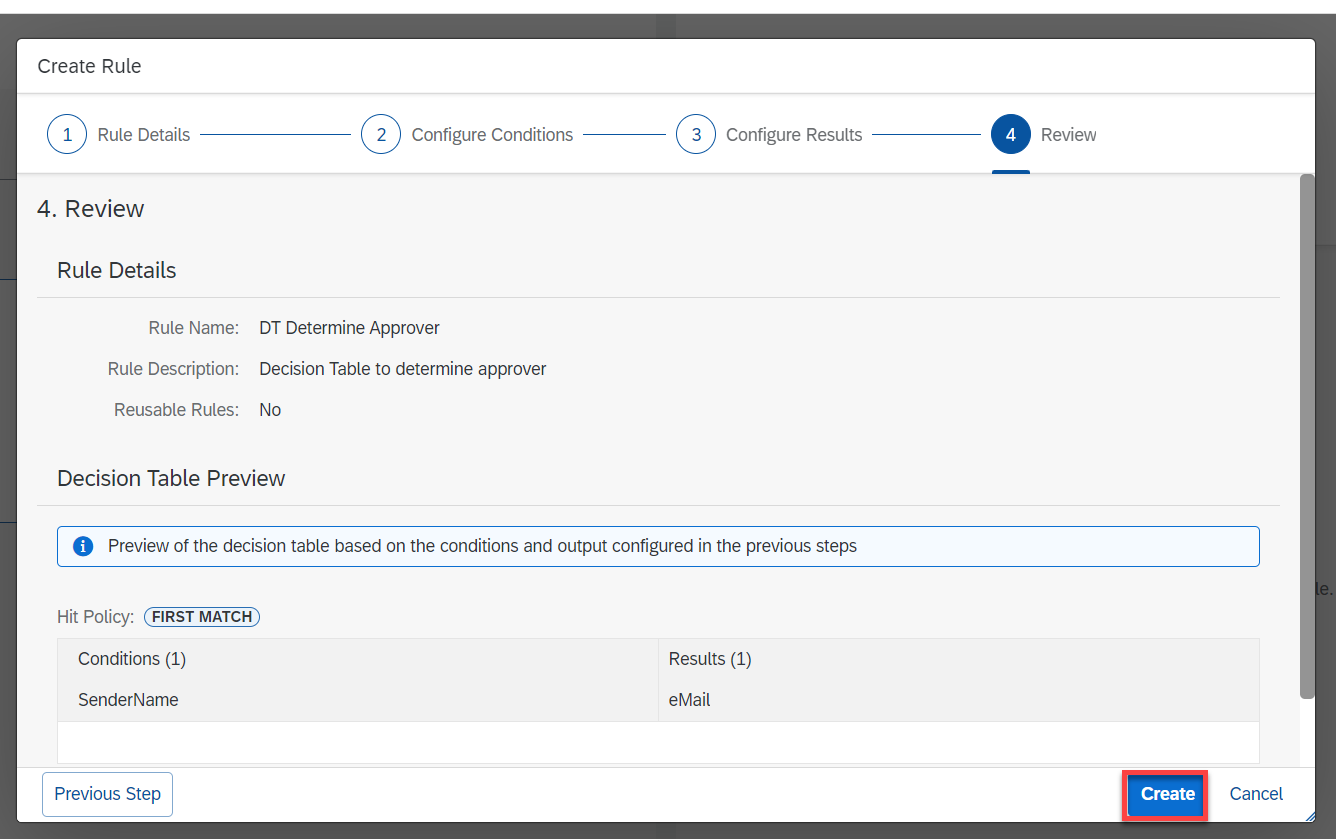 Create Rule
1 Rule Details 2 Configure Conditions 3 Configure Results 4 Review
4. Review
Rule Details
Rule Name: DT Determine Approver
Rule Description: Decision Table to determine approver
Reusable Rules: No
Decision Table Preview
i Preview of the decision table based on the conditions and output configured in the previous steps
le.
Hit Policy: FIRST MATCH
Conditions (1) Results (1)
SenderName eMail
Previous Step Create Cancel